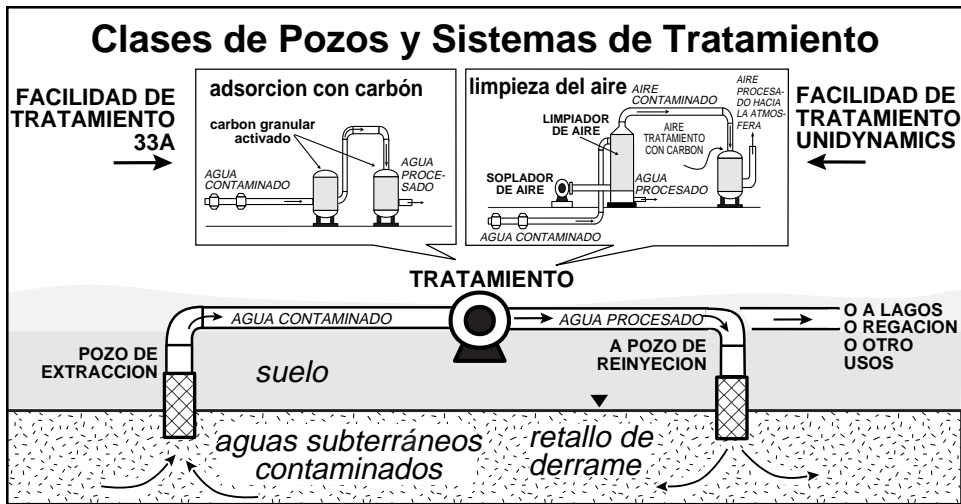 Clases de Pozos y Sistemas de Tratamiento
FACILIDAD DE
TRATAMIENTO
33A
adsorcion con carbón
carbon granular
activado
AGUA
CONTAMINADO
AGUA
PROCE-
SADO
limpieza del aire
AIRE
CONTAMINADO
AIRE
PROCESA-
DO HACIA
LA ATMOS-
FERA
LIMPIADOR
DE AIRE
AIRE
TRATAMIENTO
CON CARBON
SOPLADOR
DE AIRE
AGUA
PROCESADO
AGUA CONTAMINADO
FACILIDAD DE
TRATAMIENTO
UNIDYNAMICS
TRATAMIENTO
AGUA CONTAMINADO
AGUA PROCESADO
O A LAGOS
O REGACION
O OTRO
USOS
POZO DE
EXTRACCION
suelo
A POZO DE
REINYECION
aguas subterráneos
contaminados
retallo de
derrame